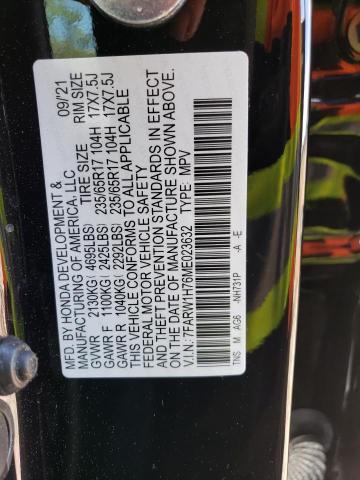 MFD. BY HONDA DEVELOPMENT & 09/21
MANUFACTURING OF AMERICA, LLC
TIRE SIZE RIM SIZE
GVWR 2130KG( 4695LBS)
GAWR F 1100KG( 2425LBS) 235/65R17 104H 17X7.5J
GAWR R 1040KG( 2292LBS) 235/65R17 104H 17X7.5J
THIS VEHICLE CONFORMS TO ALL APPLICABLE
FEDERAL MOTOR VEHICLE SAFETY
AND THEFT PREVENTION STANDARDS IN EFFECT
ON THE DATE OF MANUFACTURE SHOWN ABOVE.
V.I.N.: 7FARW1H76ME023632 TYPE: MPV
TNS M AG6 -NH731P -A -E